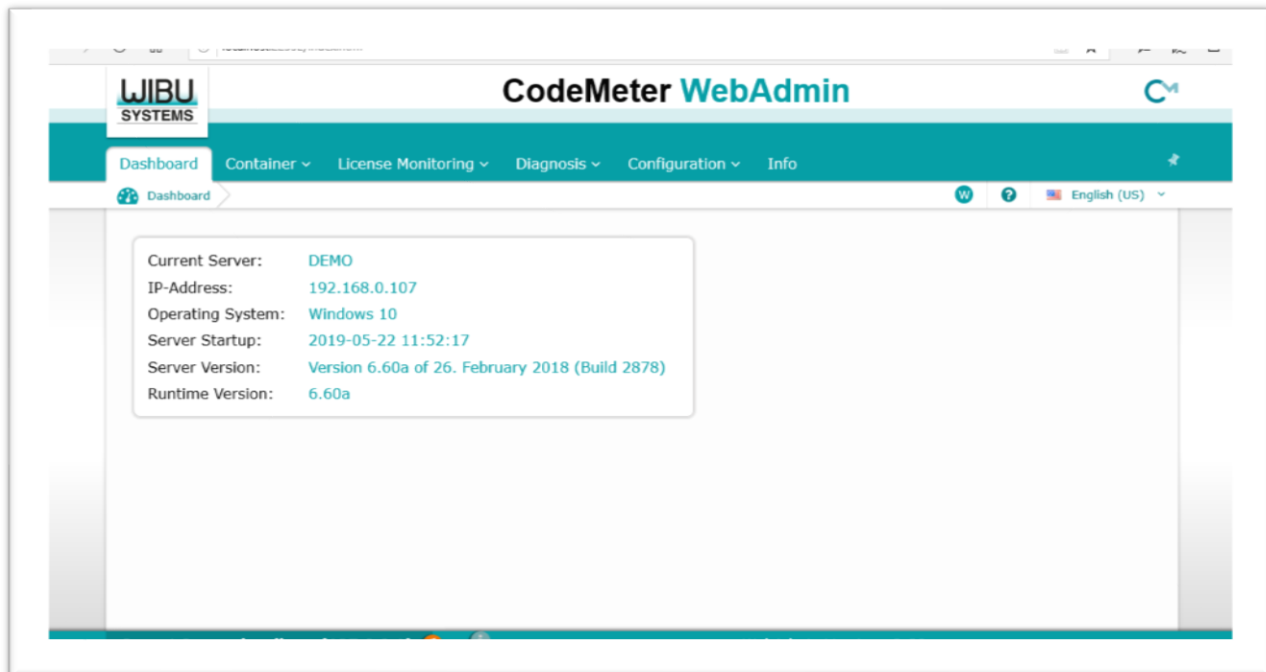 WIBU
SYSTEMS
CodeMeter WebAdmin
Dashboard Container License Monitoring Diagnosis Configuration Info
Dashboard W ? English (US)
Current Server: DEMO
IP-Address: 192.168.0.107
Operating System: Windows 10
Server Startup: 2019-05-22 11:52:17
Server Version: Version 6.60a of 26. February 2018 (Build 2878)
Runtime Version: 6.60a